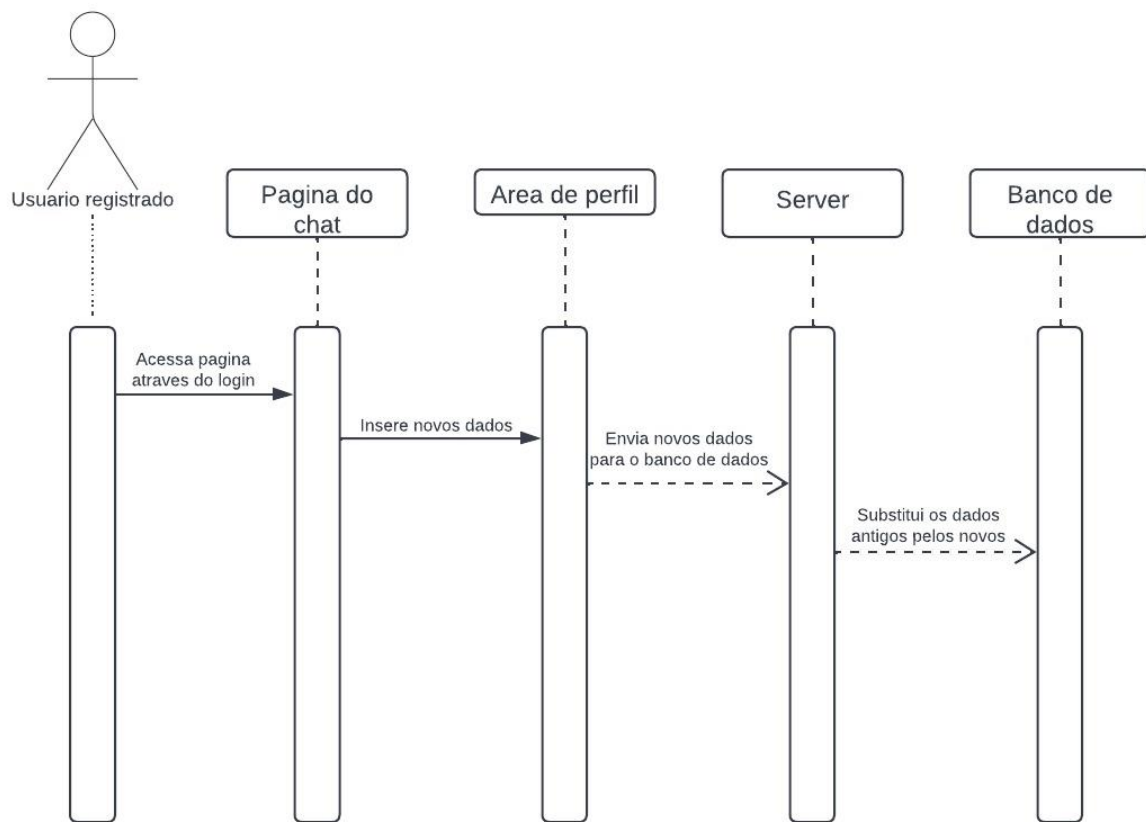 Usuario registrado
Pagina do
chat
Area de perfil
Server
Banco de
dados
Acessa pagina
atraves do login
Insere novos dados
Envia novos dados
para o banco de dados
Substitui os dados
antigos pelos novos